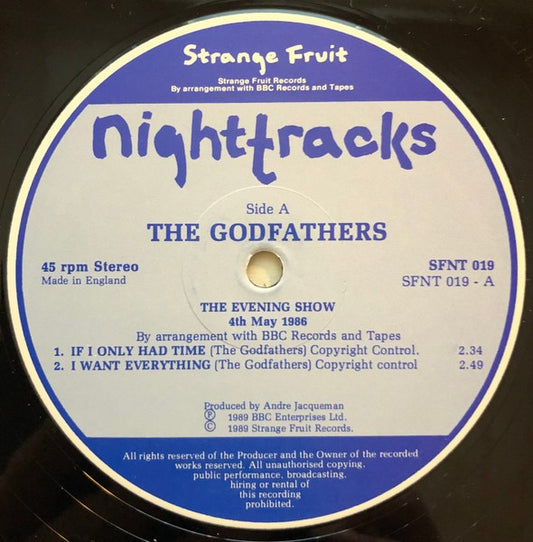 Strange Fruit
Strange Fruit Records
By arrangement with BBC Records and Tapes
nighttracks
Side A
THE GODFATHERS
45 rpm Stereo SFNT 019
Made in England SFNT 019 - A
THE EVENING SHOW
4th May 1986
By arrangement with BBC Records and Tapes
1. IF I ONLY HAD TIME (The Godfathers) Copyright Control. 2.34
2. I WANT EVERYTHING (The Godfathers) Copyright control 2.49
Produced by Andre Jacqueman
℗ 1989 BBC Enterprises Ltd.
© 1989 Strange Fruit Records.
All rights reserved of the Producer and the Owner of the recorded
works reserved. All unauthorised copying,
public performance, broadcasting,
hiring or rental of
this recording
prohibited.